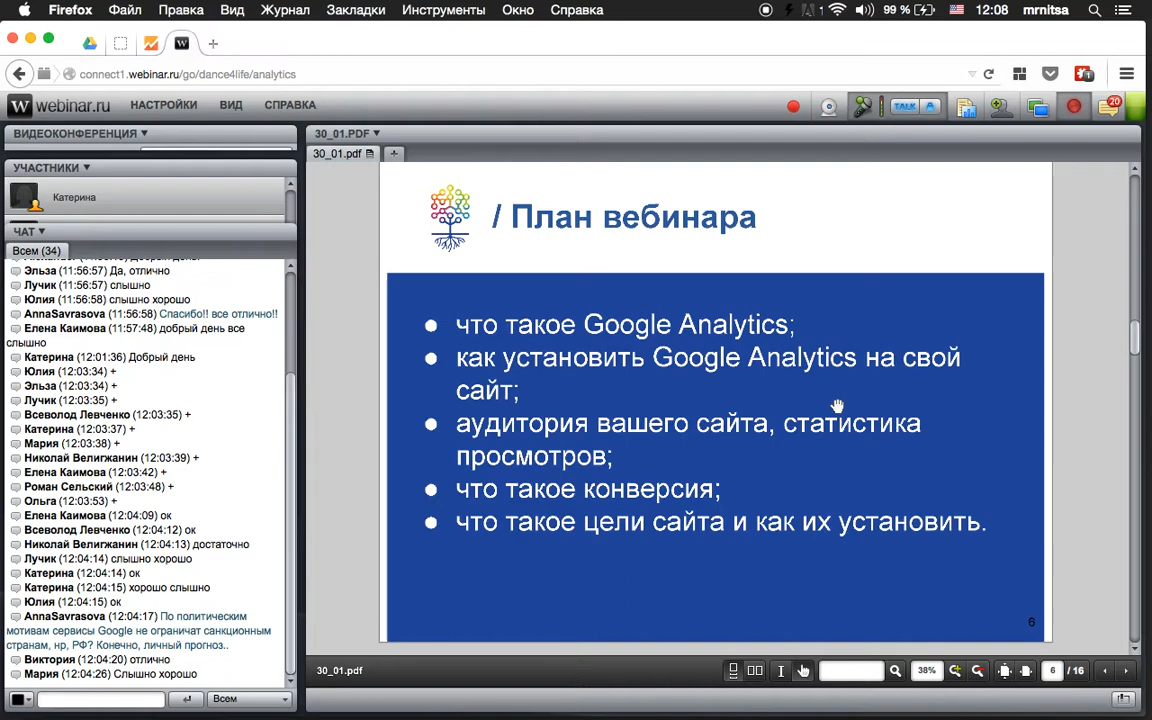 Firefox Файл Правка Вид Журнал Закладки Инструменты Окно Справка
1 99 % 12:08 mrnitsa
connect1.webinar.ru/go/dance4life/analytics
webinar.ru НАСТРОЙКИ ВИД СПРАВКА
TALK 20
ВИДЕОКОНФЕРЕНЦИЯ
УЧАСТНИКИ
Катерина
ЧАТ
Всем (34)
Эльза (11:56:57) Да, отлично
Лучик (11:56:57) слышно
Юлия (11:56:58) слышно хорошо
AnnaSavrasova (11:56:58) Спасибо!! все отлично!!
Елена Каимова (11:57:48) добрый день все
слышно
Катерина (12:01:36) Добрый день
Юлия (12:03:34) +
Эльза (12:03:34) +
Лучик (12:03:35) +
Всеволод Левченко (12:03:35) +
Катерина (12:03:37) +
Мария (12:03:38) +
Николай Велигжанин (12:03:39) +
Елена Каимова (12:03:42) +
Роман Сельский (12:03:48) +
Ольга (12:03:53) +
Елена Каимова (12:04:09) ок
Всеволод Левченко (12:04:12) ок
Николай Велигжанин (12:04:13) достаточно
Лучик (12:04:14) слышно хорошо
Катерина (12:04:14) ок
Катерина (12:04:15) хорошо слышно
Юлия (12:04:15) ок
AnnaSavrasova (12:04:17) По политическим
мотивам сервисы Google не ограничат санкционным
странам, нр, РФ? Конечно, личный прогноз..
Виктория (12:04:20) отлично
Мария (12:04:26) Слышно хорошо
Всем
30_01.PDF
30_01.pdf
/ План вебинара
● что такое Google Analytics;
● как установить Google Analytics на свой
сайт;
● аудитория вашего сайта, статистика
просмотров;
● что такое конверсия;
● что такое цели сайта и как их установить.
6
30_01.pdf 38% 6 / 16